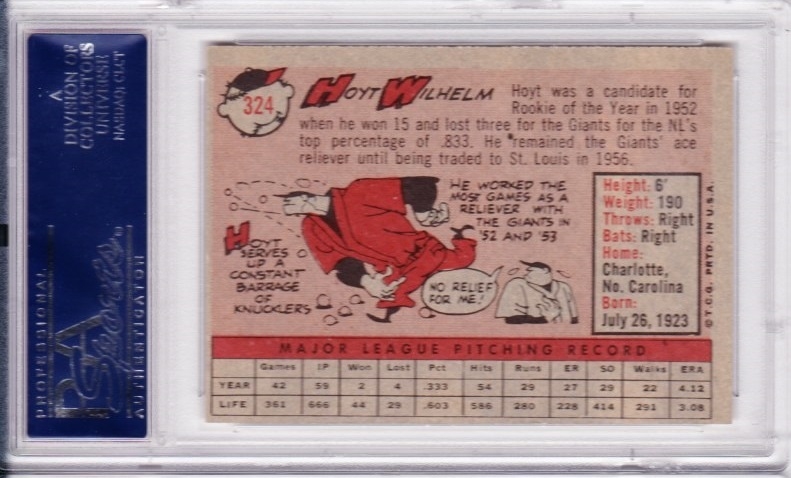 A
DIVISION OF
COLLECTORS
UNIVERSE
NASDAQ: CLCT
PSA
PROFESSIONAL
Sports
AUTHENTICATOR
324
HOYT WILHELM
Hoyt was a candidate for
Rookie of the Year in 1952
when he won 15 and lost three for the Giants for the NL's
top percentage of .833. He remained the Giants' ace
reliever until being traded to St. Louis in 1956.
HOYT
SERVES
UP A
CONSTANT
BARRAGE
OF
KNUCKLERS
HE WORKED THE
MOST GAMES AS A
RELIEVER WITH
THE GIANTS IN
'52 AND '53
NO RELIEF
FOR ME!
Height: 6'
Weight: 190
Throws: Right
Bats: Right
Home:
Charlotte,
No. Carolina
Born:
July 26, 1923
© T.C.G. PRTD. IN U.S.A.
MAJOR LEAGUE PITCHING RECORD
Games IP Won Lost Pct Hits Runs ER SO Walks ERA
YEAR 42 59 2 4 .333 54 29 27 29 22 4.12
LIFE 361 666 44 29 .603 586 280 228 414 291 3.08